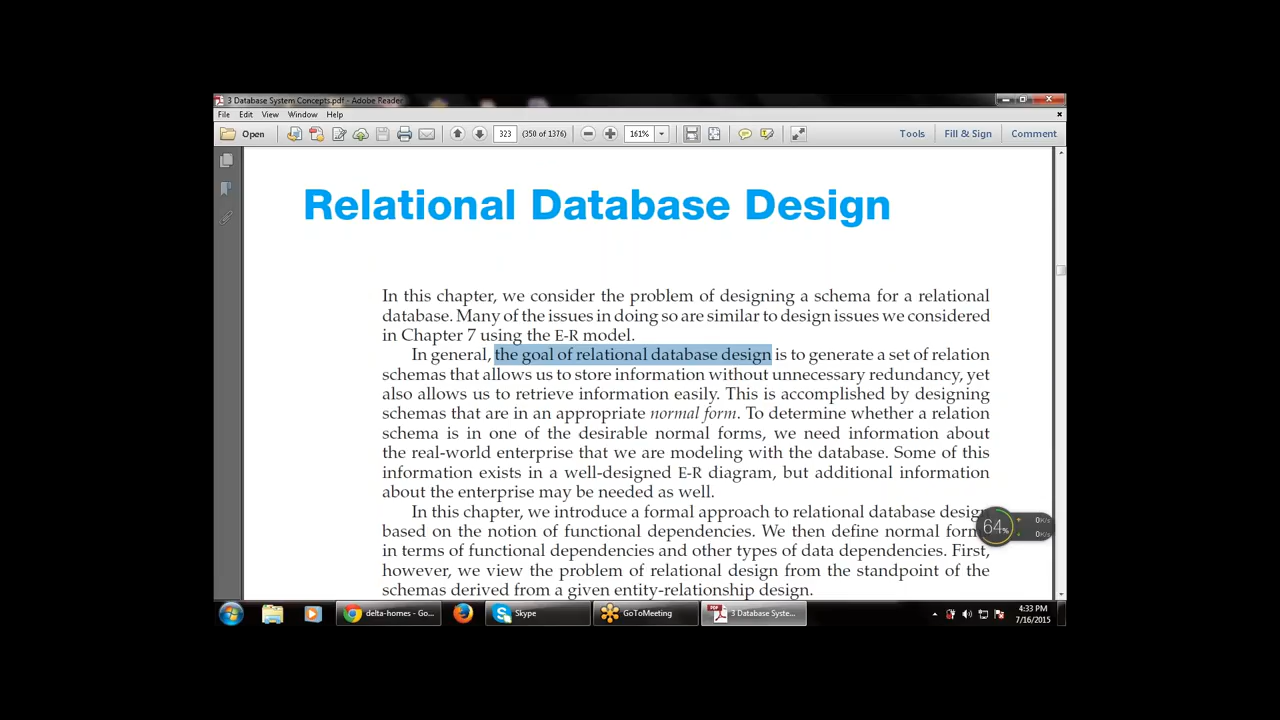 3 Database System Concepts.pdf - Adobe Reader
File Edit View Window Help
Open 323 (350 of 1376) 161% Tools Fill & Sign Comment
Relational Database Design
In this chapter, we consider the problem of designing a schema for a relational
database. Many of the issues in doing so are similar to design issues we considered
in Chapter 7 using the E-R model.
In general, the goal of relational database design is to generate a set of relation
schemas that allows us to store information without unnecessary redundancy, yet
also allows us to retrieve information easily. This is accomplished by designing
schemas that are in an appropriate normal form. To determine whether a relation
schema is in one of the desirable normal forms, we need information about
the real-world enterprise that we are modeling with the database. Some of this
information exists in a well-designed E-R diagram, but additional information
about the enterprise may be needed as well.
In this chapter, we introduce a formal approach to relational database design
based on the notion of functional dependencies. We then define normal form
in terms of functional dependencies and other types of data dependencies. First,
however, we view the problem of relational design from the standpoint of the
schemas derived from a given entity-relationship design.
64% 0K/s
0K/s
delta-homes - Go... Skype GoToMeeting 3 Database Syste... 4:33 PM
7/16/2015